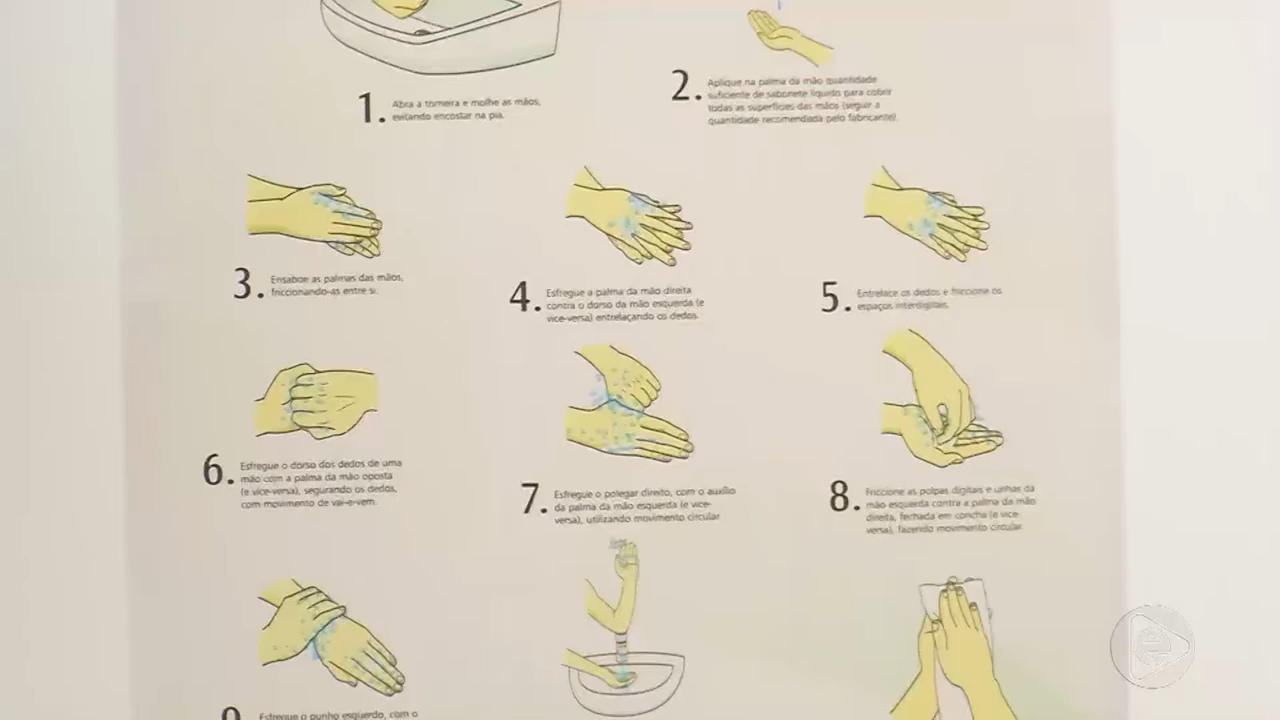 1. Abra a torneira e molhe as mãos,
evitando encostar na pia.
2. Aplique na palma da mão quantidade
suficiente de sabonete líquido para cobrir
todas as superfícies das mãos (seguir a
quantidade recomendada pelo fabricante).
3. Ensaboe as palmas das mãos,
friccionando-as entre si.
4. Esfregue a palma da mão direita
contra o dorso da mão esquerda (e
vice-versa) entrelaçando os dedos.
5. Entrelace os dedos e friccione os
espaços interdigitais.
6. Esfregue o dorso dos dedos de uma
mão com a palma da mão oposta
(e vice-versa), segurando os dedos,
com movimento de vai-e-vem.
7. Esfregue o polegar direito, com o auxílio
da palma da mão esquerda (e vice-
versa), utilizando movimento circular.
8. Friccione as polpas digitais e unhas da
mão esquerda contra a palma da mão
direita, fechada em concha (e vice-
versa), fazendo movimento circular.
9 Esfregue o punho esquerdo, com o